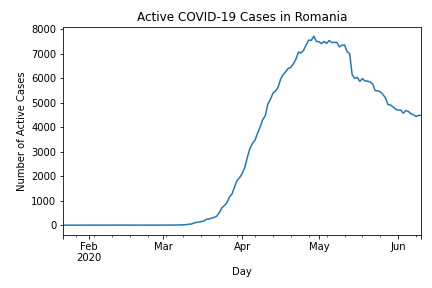 Active COVID-19 Cases in Romania
8000
7000
6000
5000
4000
3000
2000
1000
0
Number of Active Cases
Feb
2020
Mar
Apr
May
Jun
Day